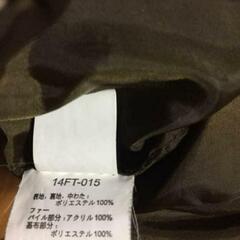 14FT-015
表地、裏地、中わた:
ポリエステル100%
ファー
パイル部分:アクリル100%
基布部分:
ポリエステル100%